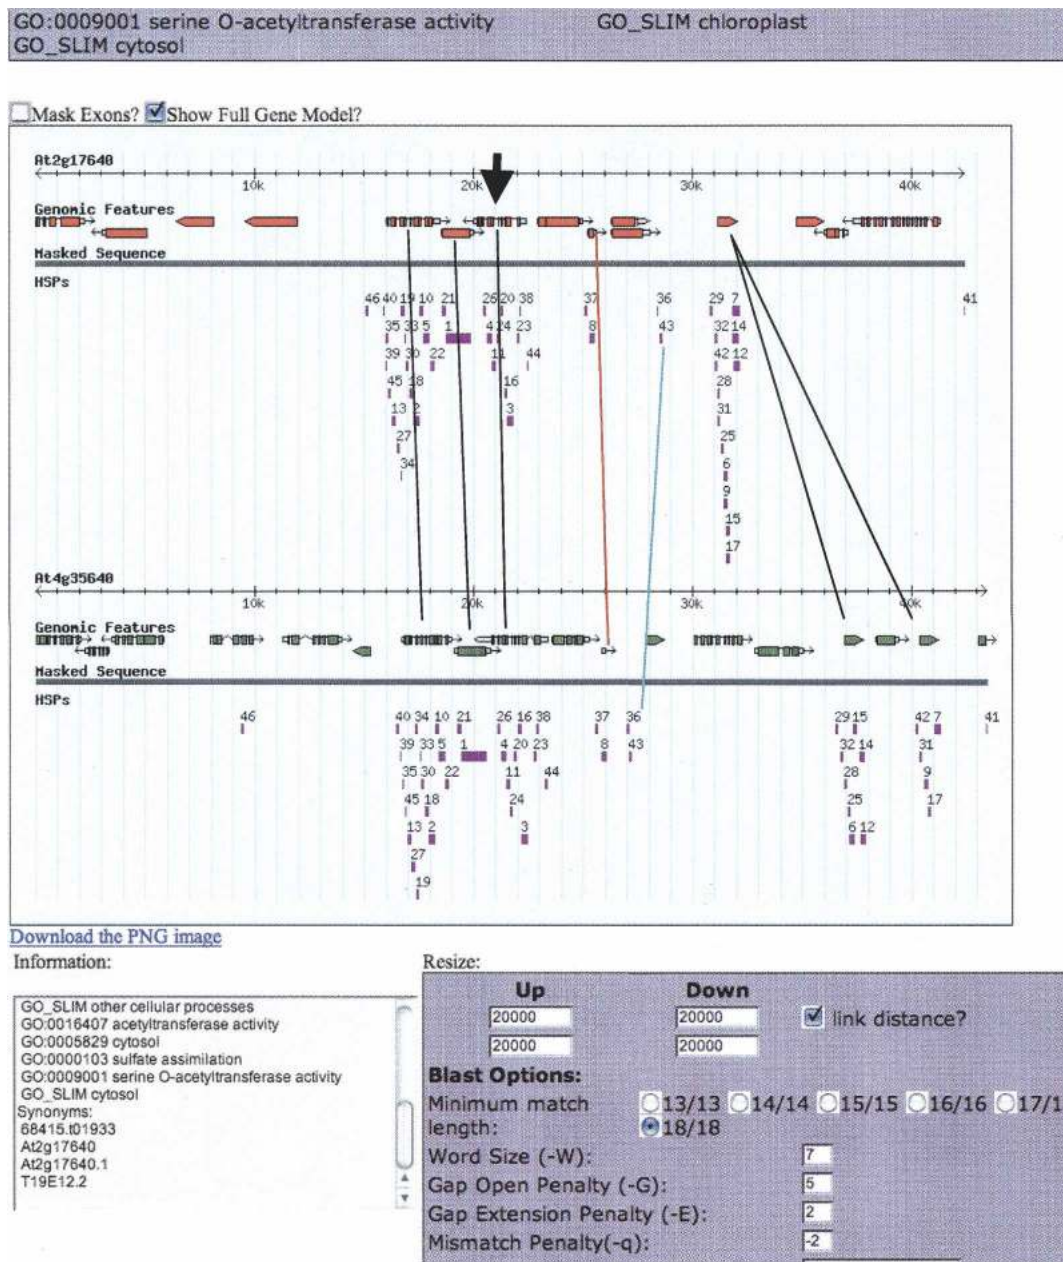 GO:0009001 serine O-acetyltransferase activity GO_SLIM chloroplast
GO_SLIM cytosol
Mask Exons? Show Full Gene Model?
At2g17640
10k 20k 30k 40k
Genomic Features
Masked Sequence
HSPs
46 40 19 10 21 26 20 38 37 36 29 7 41
35 33 5 1 4 24 23 8 43 32 14
39 30 22 11 44 42 12
45 18 16 28
13 2 3 31
27 25
34 6
9
15
17
At4g35640
10k 20k 30k 40k
Genomic Features
Masked Sequence
HSPs
46 40 34 10 21 26 16 38 37 36 29 15 42 7 41
39 33 5 1 4 20 23 8 43 32 14 31
35 30 22 11 44 28 9
45 18 24 25 17
13 2 3 6 12
27
19
Download the PNG image
Information:
GO_SLIM other cellular processes
GO:0016407 acetyltransferase activity
GO:0005829 cytosol
GO:0000103 sulfate assimilation
GO:0009001 serine O-acetyltransferase activity
GO_SLIM cytosol
Synonyms:
68415.t01933
At2g17640
At2g17640.1
T19E12.2
Resize:
Up Down
20000 20000 link distance?
20000 20000
Blast Options:
Minimum match 13/13 14/14 15/15 16/16 17/1
length: 18/18
Word Size (-W): 7
Gap Open Penalty (-G): 5
Gap Extension Penalty (-E): 2
Mismatch Penalty(-q): -2